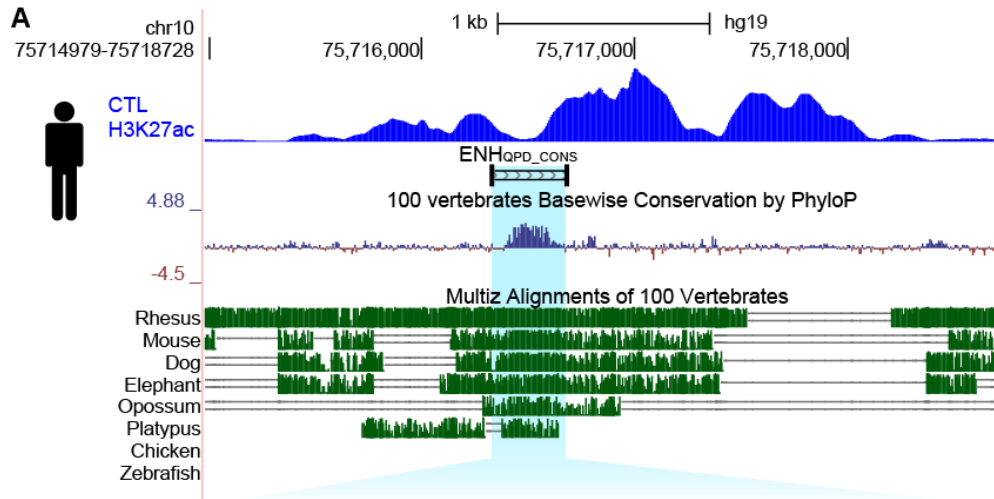 A
chr10
1 kb
hg19
75714979-75718728
75,716,000
75,717,000
75,718,000
CTL
H3K27ac
ENHQPD_CONS
4.88
100 vertebrates Basewise Conservation by PhyloP
-4.5
Multiz Alignments of 100 Vertebrates
Rhesus
Mouse
Dog
Elephant
Opossum
Platypus
Chicken
Zebrafish